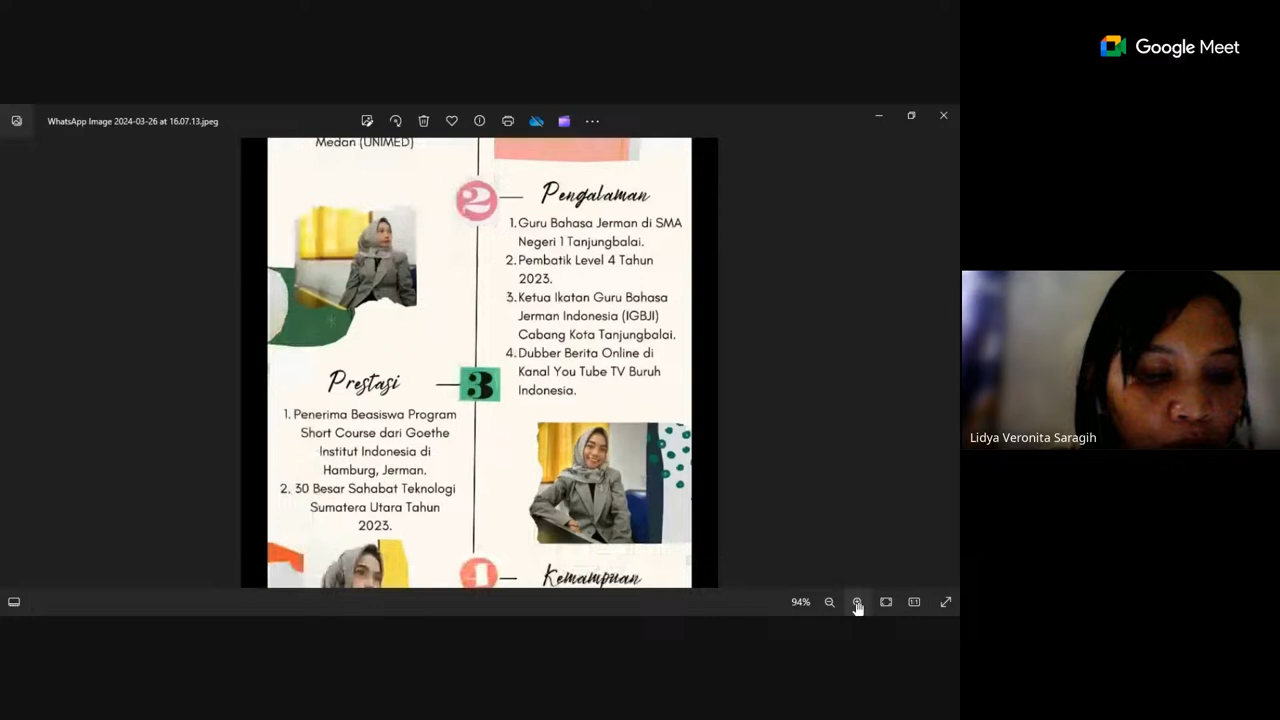 Google Meet
WhatsApp Image 2024-03-26 at 16.07.13.jpeg
Medan (UNIMED)
2
Pengalaman
1. Guru Bahasa Jerman di SMA
Negeri 1 Tanjungbalai.
2. Pembatik Level 4 Tahun
2023.
3. Ketua Ikatan Guru Bahasa
Jerman Indonesia (IGBJI)
Cabang Kota Tanjungbalai.
4. Dubber Berita Online di
Kanal You Tube TV Buruh
Indonesia.
Prestasi
3
1. Penerima Beasiswa Program
Short Course dari Goethe
Institut Indonesia di
Hamburg, Jerman.
2. 30 Besar Sahabat Teknologi
Sumatera Utara Tahun
2023.
Kemampuan
94%
Lidya Veronita Saragih